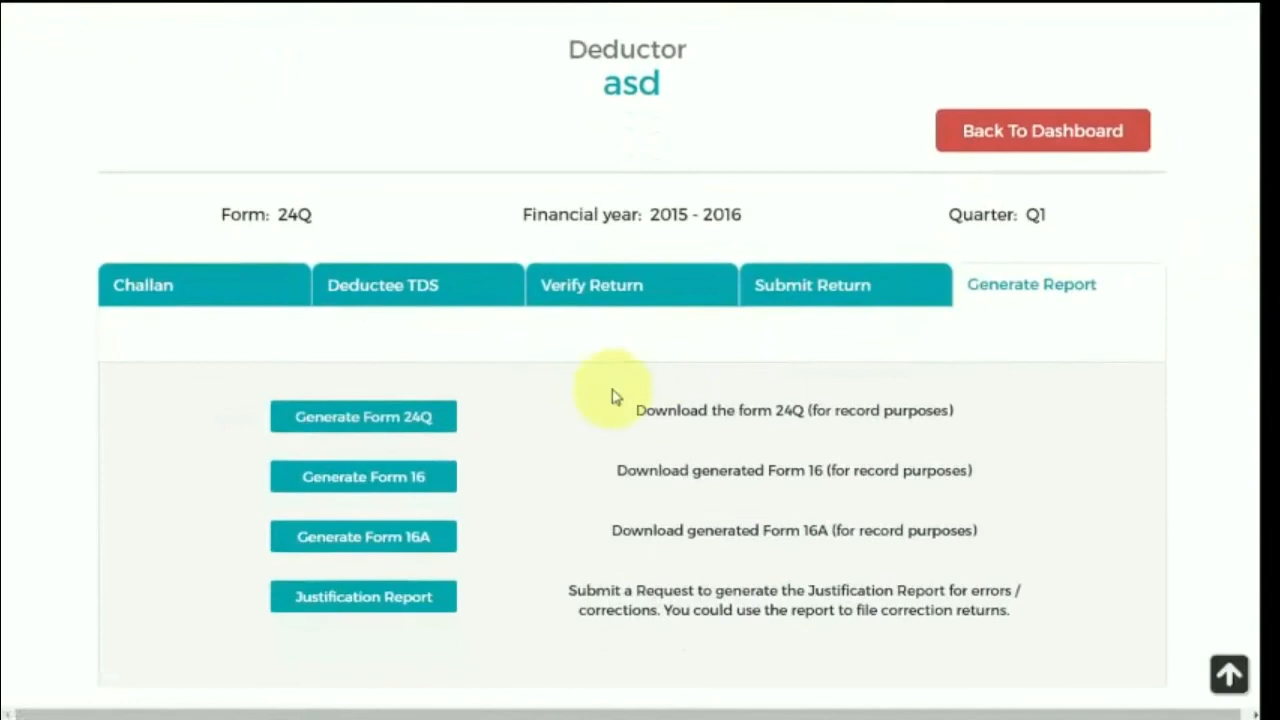 Deductor
asd
Back To Dashboard
Form: 24Q Financial year: 2015 - 2016 Quarter: Q1
Challan Deductee TDS Verify Return Submit Return Generate Report
Generate Form 24Q Download the form 24Q (for record purposes)
Generate Form 16 Download generated Form 16 (for record purposes)
Generate Form 16A Download generated Form 16A (for record purposes)
Justification Report Submit a Request to generate the Justification Report for errors /
corrections. You could use the report to file correction returns.